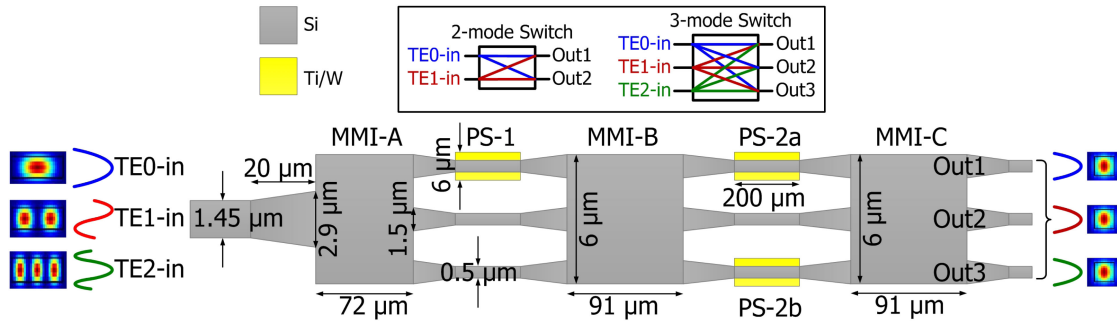 Si
Ti/W
2-mode Switch
TE0-in
TE1-in
Out1
Out2
3-mode Switch
TE0-in
TE1-in
TE2-in
Out1
Out2
Out3
MMI-A
PS-1
MMI-B
PS-2a
MMI-C
TE0-in
TE1-in
TE2-in
20 µm
1.45 µm
2.9 µm
1.5 µm
6 µm
0.5 µm
6 µm
200 µm
6 µm
Out1
Out2
Out3
72 µm
91 µm
PS-2b
91 µm